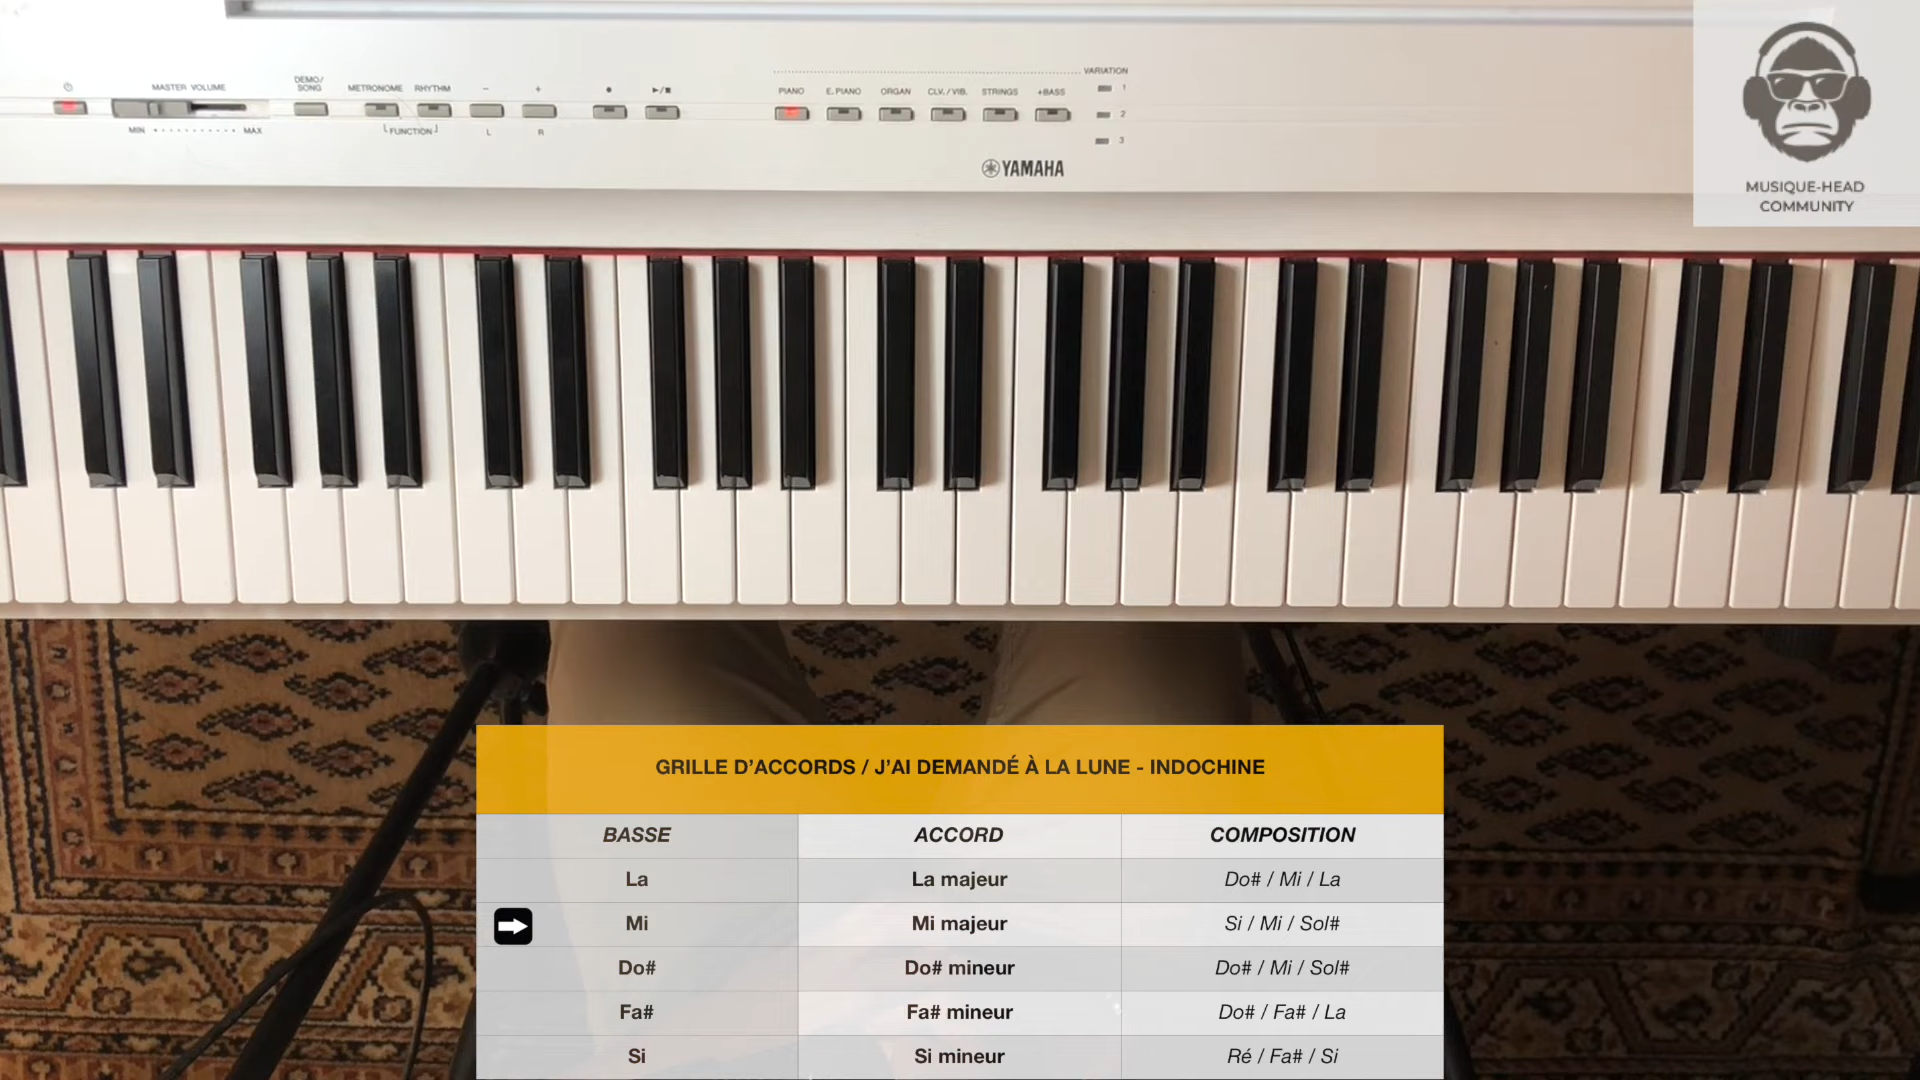 DEMO/
SONG
MASTER VOLUME
METRONOME RHYTHM - +
PIANO E.PIANO ORGAN CLV./VIB. STRINGS +BASS
VARIATION
1
2
3
MIN MAX
FUNCTION
L R
YAMAHA
MUSIQUE-HEAD
COMMUNITY
GRILLE D’ACCORDS / J’AI DEMANDÉ À LA LUNE - INDOCHINE
BASSE ACCORD COMPOSITION
La La majeur Do# / Mi / La
Mi Mi majeur Si / Mi / Sol#
Do# Do# mineur Do# / Mi / Sol#
Fa# Fa# mineur Do# / Fa# / La
Si Si mineur Ré / Fa# / Si